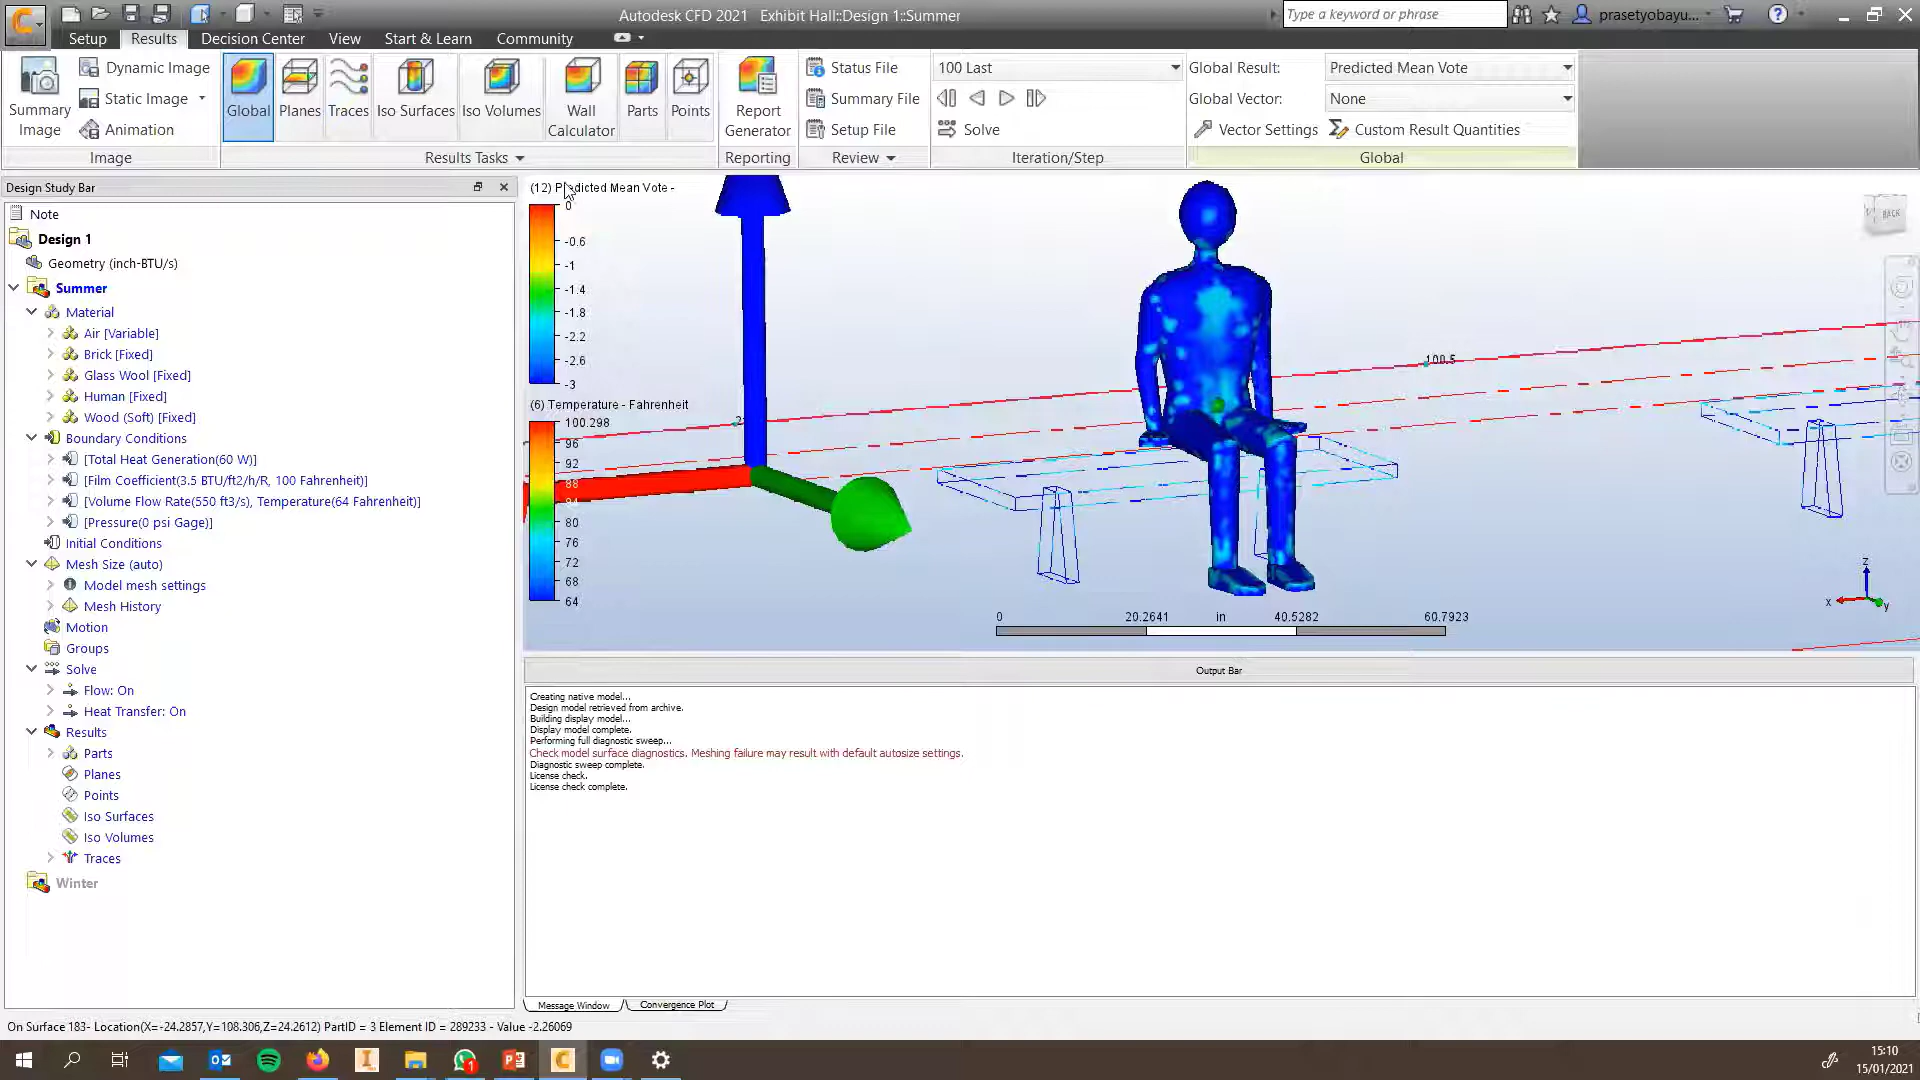 Autodesk CFD 2021 Exhibit Hall::Design 1::Summer
Type a keyword or phrase
prasetyobayu...
Setup
Results
Decision Center
View
Start & Learn
Community
Summary Image
Dynamic Image
Static Image
Animation
Image
Global
Planes
Traces
Iso Surfaces
Iso Volumes
Wall Calculator
Parts
Points
Results Tasks
Report Generator
Reporting
Status File
Summary File
Setup File
Review
100 Last
Solve
Iteration/Step
Global Result:
Predicted Mean Vote
Global Vector:
None
Vector Settings
Custom Result Quantities
Global
Design Study Bar
Note
Design 1
Geometry (inch-BTU/s)
Summer
Material
Air [Variable]
Brick [Fixed]
Glass Wool [Fixed]
Human [Fixed]
Wood (Soft) [Fixed]
Boundary Conditions
[Total Heat Generation(60 W)]
[Film Coefficient(3.5 BTU/ft2/h/R, 100 Fahrenheit)]
[Volume Flow Rate(550 ft3/s), Temperature(64 Fahrenheit)]
[Pressure(0 psi Gage)]
Initial Conditions
Mesh Size (auto)
Model mesh settings
Mesh History
Motion
Groups
Solve
Flow: On
Heat Transfer: On
Results
Parts
Planes
Points
Iso Surfaces
Iso Volumes
Traces
Winter
(12) Predicted Mean Vote -
0
-0.6
-1
-1.4
-1.8
-2.2
-2.6
-3
(6) Temperature - Fahrenheit
100.298
96
92
88
84
80
76
72
68
64
100.5
BACK
0
20.2641
in
40.5282
60.7923
z
x
y
Output Bar
Creating native model...
Design model retrieved from archive.
Building display model...
Display model complete.
Performing full diagnostic sweep...
Check model surface diagnostics. Meshing failure may result with default autosize settings.
Diagnostic sweep complete.
License check.
License check complete.
Message Window
Convergence Plot
On Surface 183- Location(X=-24.2857,Y=108.306,Z=24.2612) PartID = 3 Element ID = 289233 - Value -2.26069
1
15:10
15/01/2021